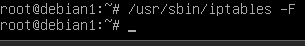 root@debian1:~# /usr/sbin/iptables -F
root@debian1:~# _